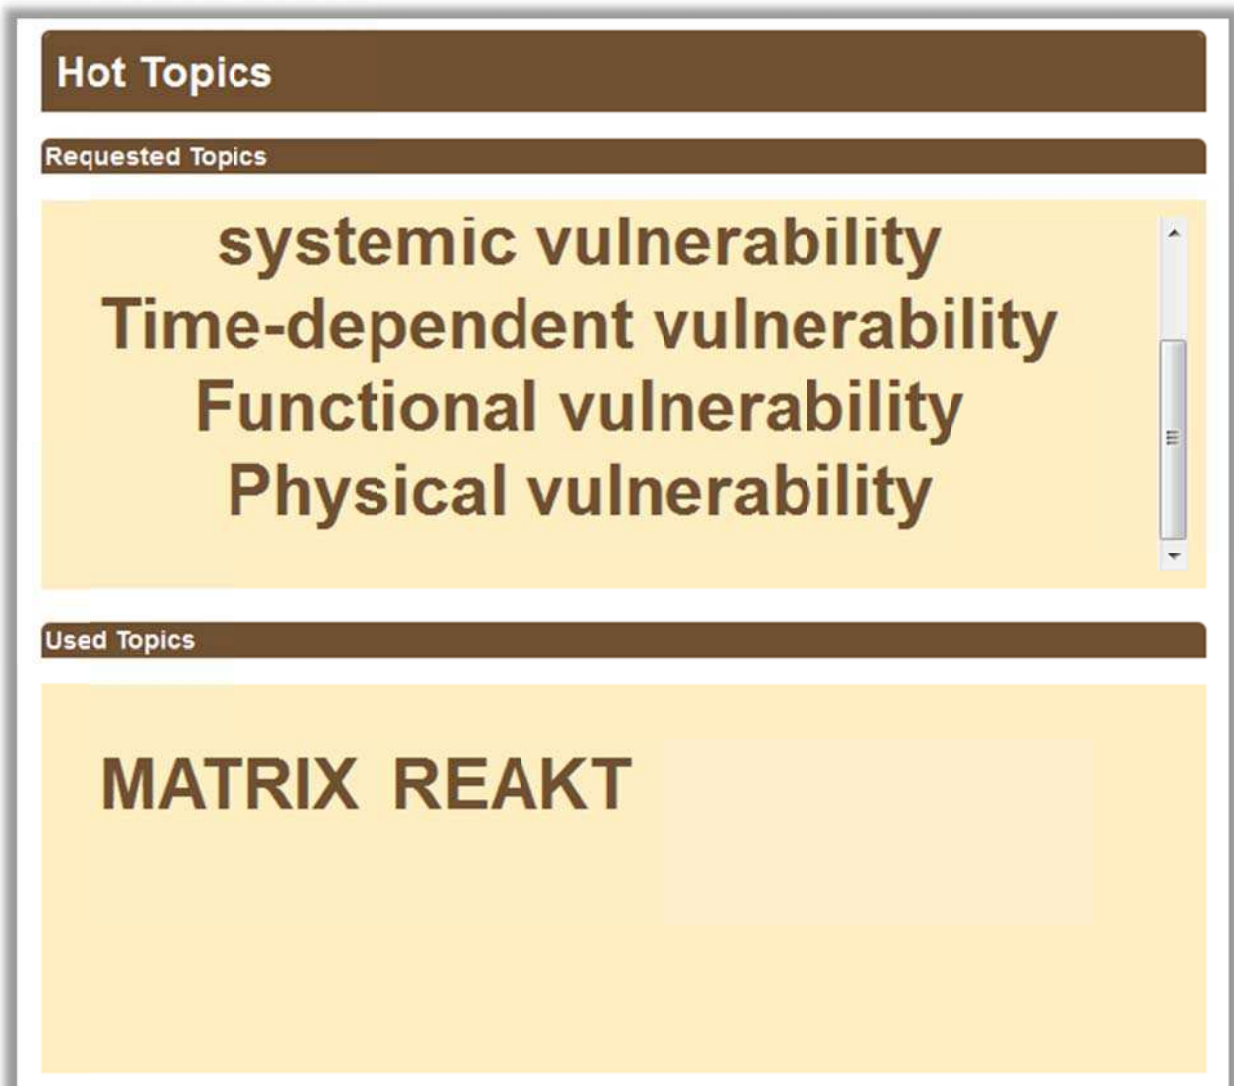 Hot Topics
Requested Topics
systemic vulnerability
Time-dependent vulnerability
Functional vulnerability
Physical vulnerability
Used Topics
MATRIX REAKT